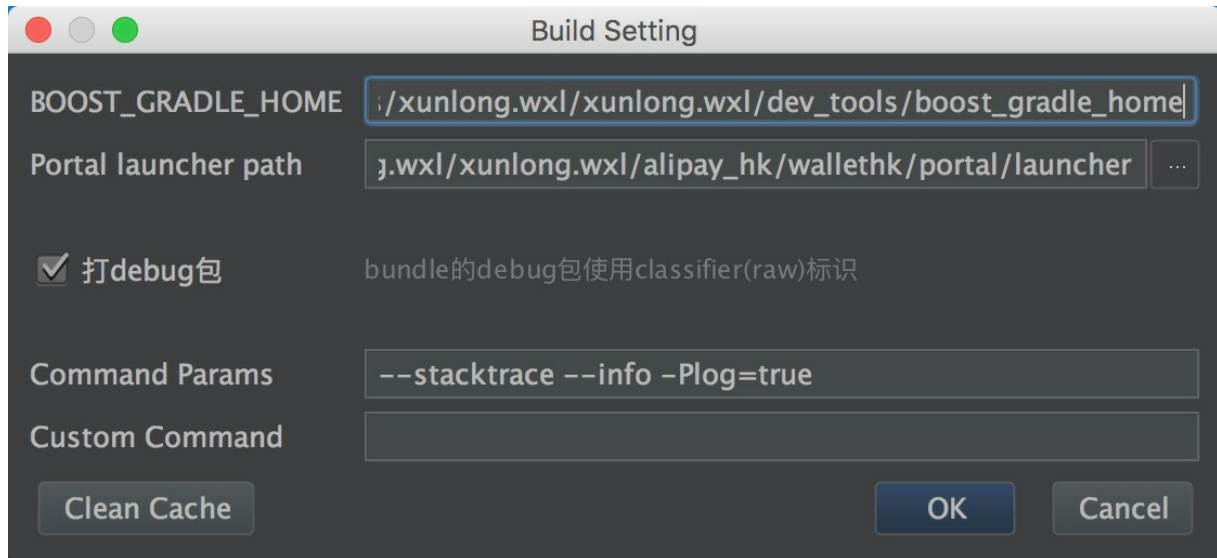 Build Setting
BOOST_GRADLE_HOME :/xunlong.wxl/xunlong.wxl/dev_tools/boost_gradle_home
Portal launcher path g.wxl/xunlong.wxl/alipay_hk/wallethk/portal/launcher ...
打debug包 bundle的debug包使用classifier(raw)标识
Command Params --stacktrace --info -Plog=true
Custom Command
Clean Cache OK Cancel